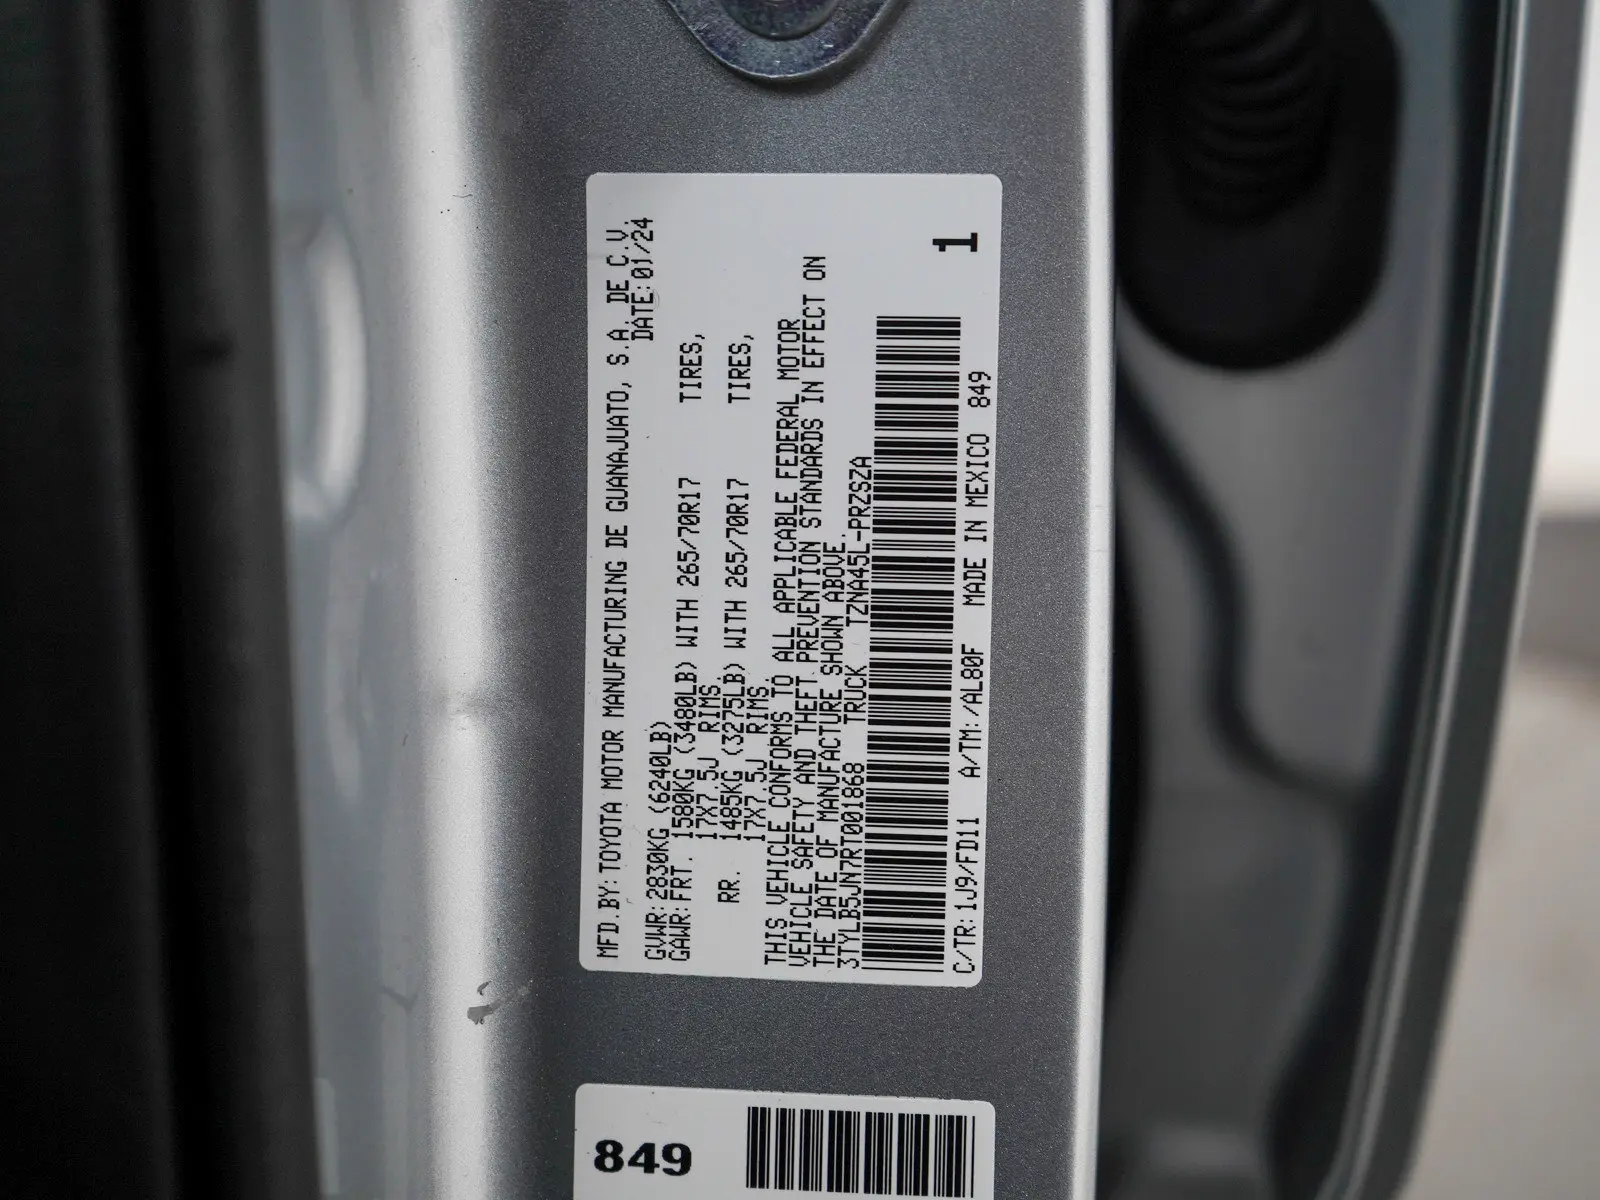 MFD.BY:TOYOTA MOTOR MANUFACTURING DE GUANAJUATO, S.A. DE C.V.
DATE:01/24
GVWR:2830KG (6240LB)
GAWR:FRT. 1580KG (3480LB) WITH 265/70R17 TIRES,
17X7.5J RIMS.
RR. 1485KG (3275LB) WITH 265/70R17 TIRES,
17X7.5J RIMS.
THIS VEHICLE CONFORMS TO ALL APPLICABLE FEDERAL MOTOR
VEHICLE SAFETY AND THEFT PREVENTION STANDARDS IN EFFECT ON
THE DATE OF MANUFACTURE SHOWN ABOVE.
3TYLB5JN7RT001868 TRUCK TZNA45L-PRZSZA
C/TR:1J9/FD11 A/TM:/AL80F MADE IN MEXICO 849
1
849